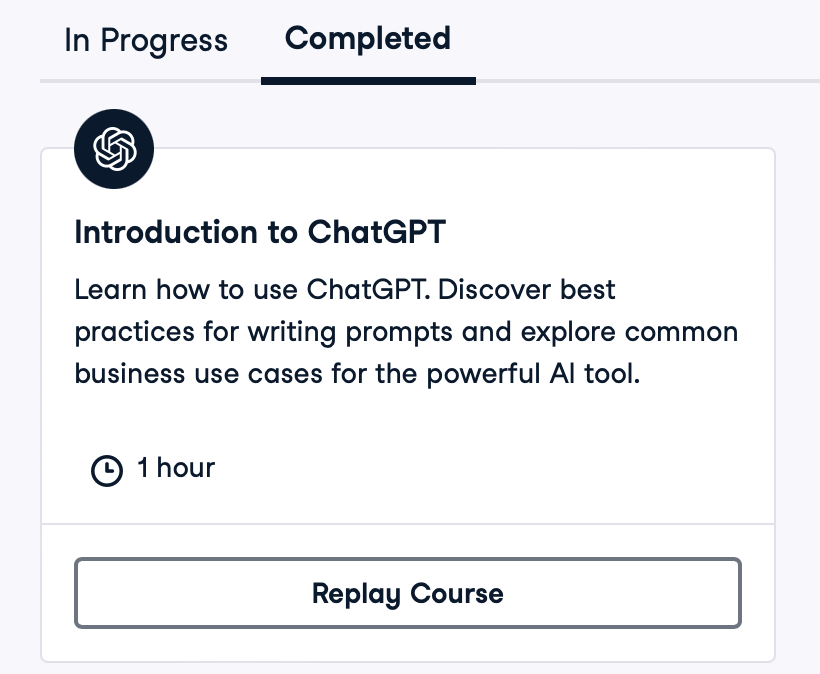 In Progress
Completed
Introduction to ChatGPT
Learn how to use ChatGPT. Discover best
practices for writing prompts and explore common
business use cases for the powerful AI tool.
1 hour
Replay Course